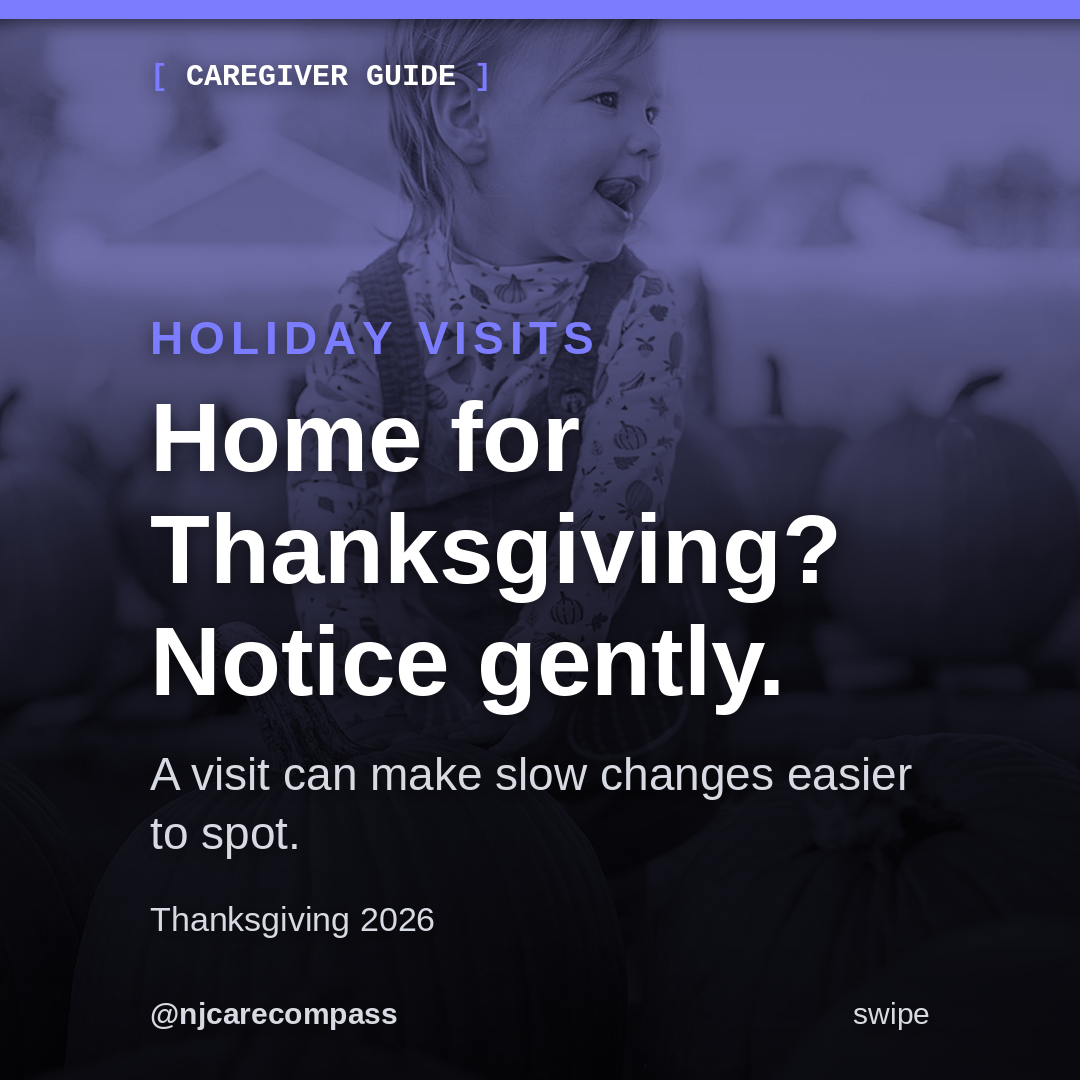 [ CAREGIVER GUIDE ]
HOLIDAY VISITS
Home for
Thanksgiving?
Notice gently.
A visit can make slow changes easier
to spot.
Thanksgiving 2026
@njcarecompass
swipe